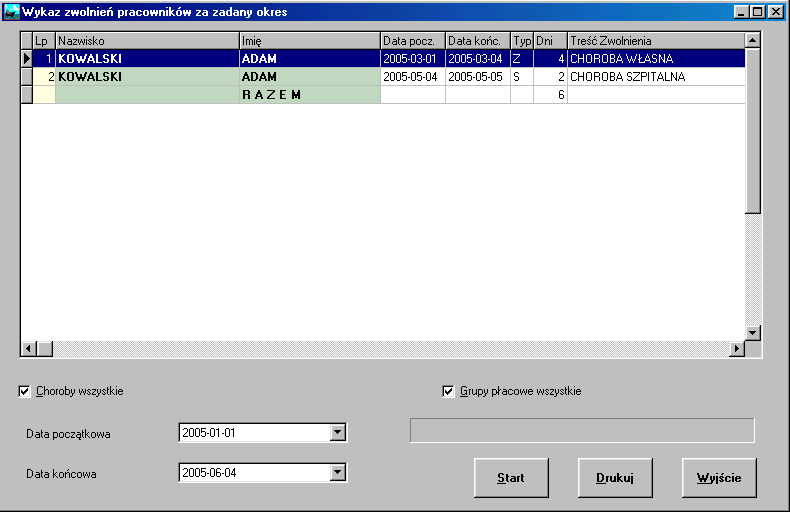 Wykaz zwolnień pracowników za zadany okres
Lp Nazwisko Imię Data pocz. Data końc. Typ Dni Treść Zwolnienia
1 KOWALSKI ADAM 2005-03-01 2005-03-04 Z 4 CHOROBA WŁASNA
2 KOWALSKI ADAM 2005-05-04 2005-05-05 S 2 CHOROBA SZPITALNA
R A Z E M 6
Choroby wszystkie Grupy płacowe wszystkie
Data początkowa 2005-01-01
Data końcowa 2005-06-04
Start Drukuj Wyjście